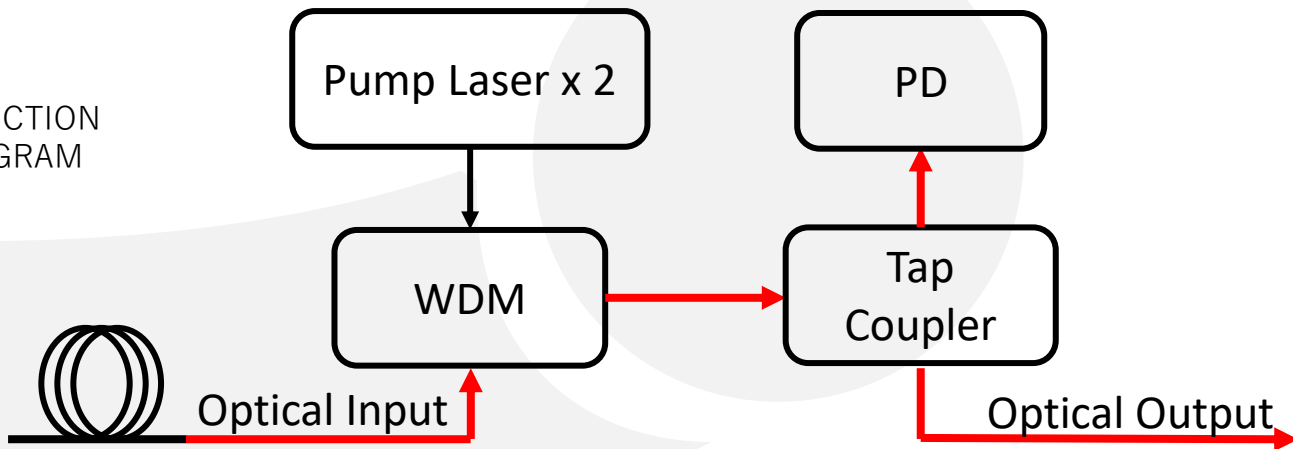 Pump Laser x 2
PD
CTION
GRAM
WDM
Tap
Coupler
Optical Input
Optical Output